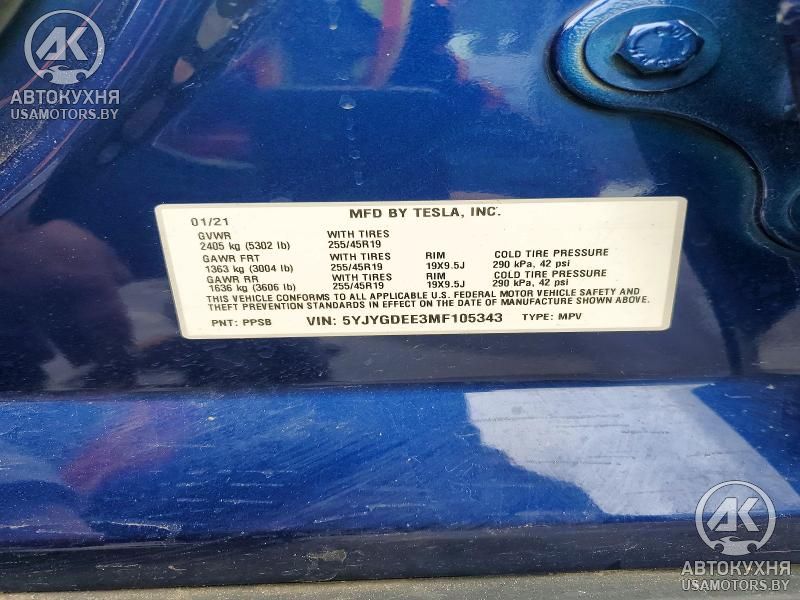 АК
АВТОКУХНЯ
USAMOTORS.BY
MFD BY TESLA, INC.
01/21
GVWR WITH TIRES
2405 kg (5302 lb) 255/45R19
GAWR FRT WITH TIRES RIM COLD TIRE PRESSURE
1363 kg (3004 lb) 255/45R19 19X9.5J 290 kPa, 42 psi
GAWR RR WITH TIRES RIM COLD TIRE PRESSURE
1636 kg (3606 lb) 255/45R19 19X9.5J 290 kPa, 42 psi
THIS VEHICLE CONFORMS TO ALL APPLICABLE U.S. FEDERAL MOTOR VEHICLE SAFETY AND
THEFT PREVENTION STANDARDS IN EFFECT ON THE DATE OF MANUFACTURE SHOWN ABOVE.
PNT: PPSB VIN: 5YJYGDEE3MF105343 TYPE: MPV
АК
АВТОКУХНЯ
USAMOTORS.BY